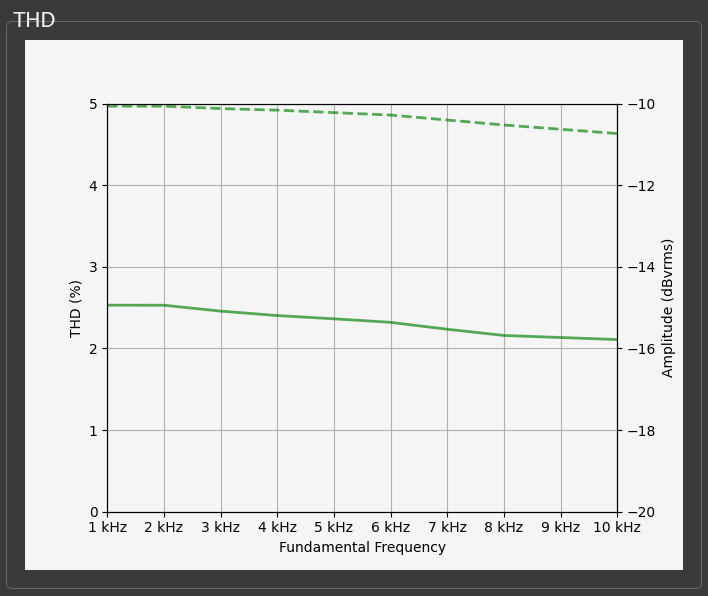 THD
5
4
3
2
1
0
THD (%)
−10
−12
−14
−16
−18
−20
Amplitude (dBvrms)
1 kHz 2 kHz 3 kHz 4 kHz 5 kHz 6 kHz 7 kHz 8 kHz 9 kHz 10 kHz
Fundamental Frequency